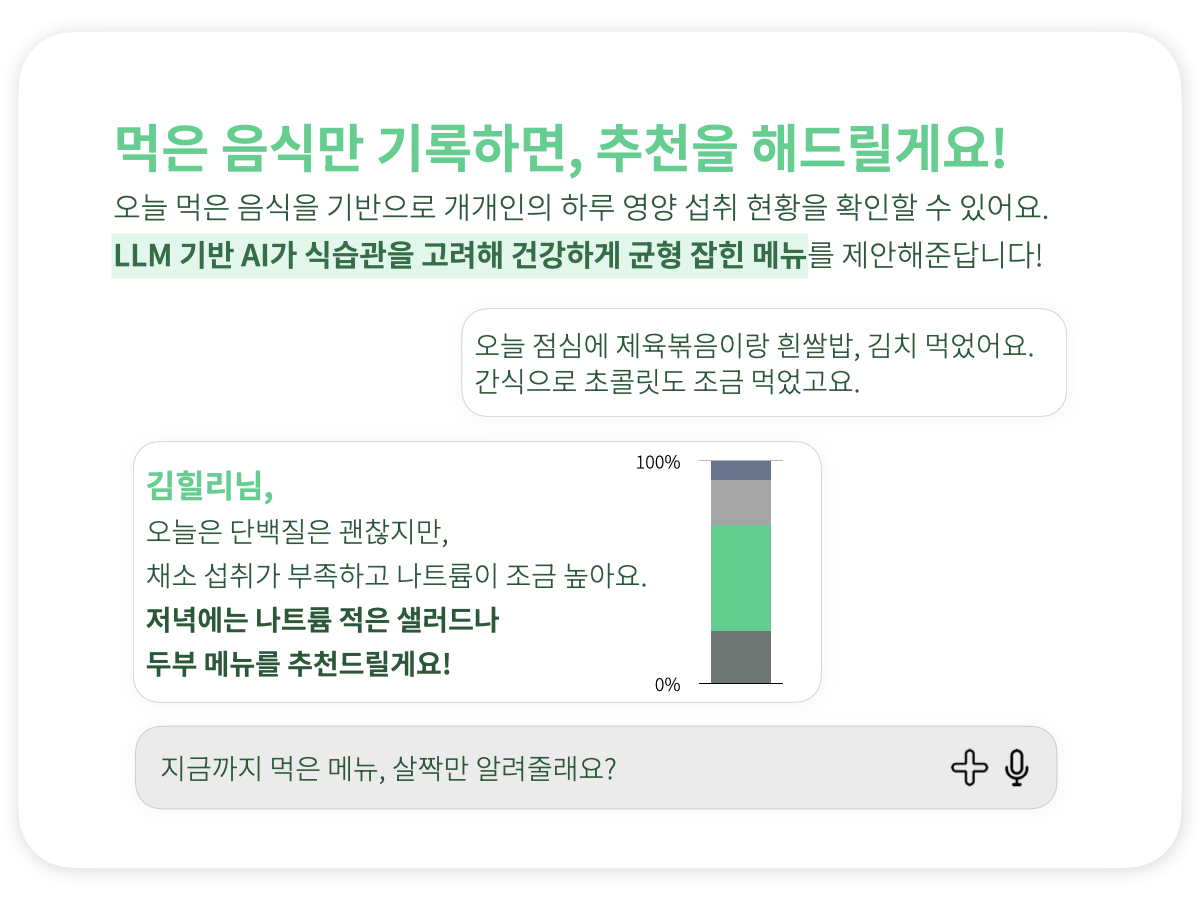 먹은 음식만 기록하면, 추천을 해드릴게요!
오늘 먹은 음식을 기반으로 개개인의 하루 영양 섭취 현황을 확인할 수 있어요.
LLM 기반 AI가 식습관을 고려해 건강하게 균형 잡힌 메뉴를 제안해준답니다!
오늘 점심에 제육볶음이랑 흰쌀밥, 김치 먹었어요.
간식으로 초콜릿도 조금 먹었고요.
김힐리님,
오늘은 단백질은 괜찮지만,
채소 섭취가 부족하고 나트륨이 조금 높아요.
저녁에는 나트륨 적은 샐러드나
두부 메뉴를 추천드릴게요!
100%
0%
지금까지 먹은 메뉴, 살짝만 알려줄래요?